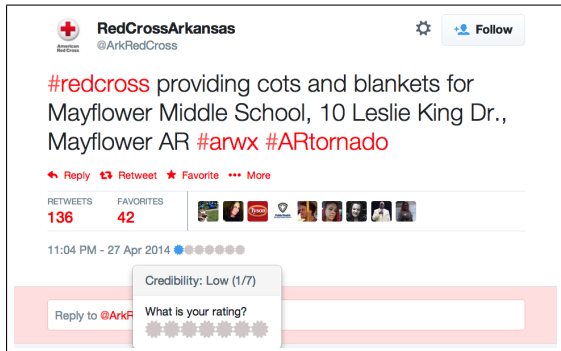 RedCrossArkansas
@ArkRedCross
Follow
American
Red Cross
#redcross providing cots and blankets for
Mayflower Middle School, 10 Leslie King Dr.,
Mayflower AR #arwx #ARtornado
Reply Retweet Favorite More
RETWEETS FAVORITES
136 42
Tyson
11:04 PM - 27 Apr 2014
Credibility: Low (1/7)
What is your rating?
Reply to @ArkR